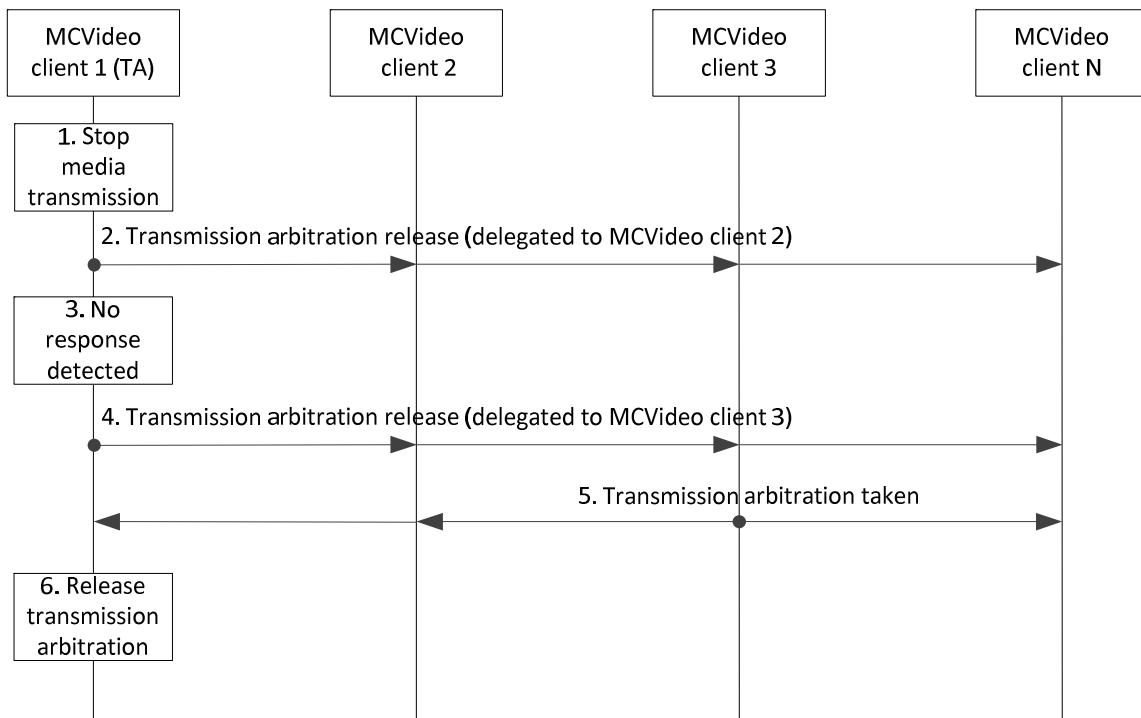 MCVideo
client 1 (TA)
MCVideo
client 2
MCVideo
client 3
MCVideo
client N
1. Stop
media
transmission
2. Transmission arbitration release (delegated to MCVideo client 2)
3. No
response
detected
4. Transmission arbitration release (delegated to MCVideo client 3)
5. Transmission arbitration taken
6. Release
transmission
arbitration